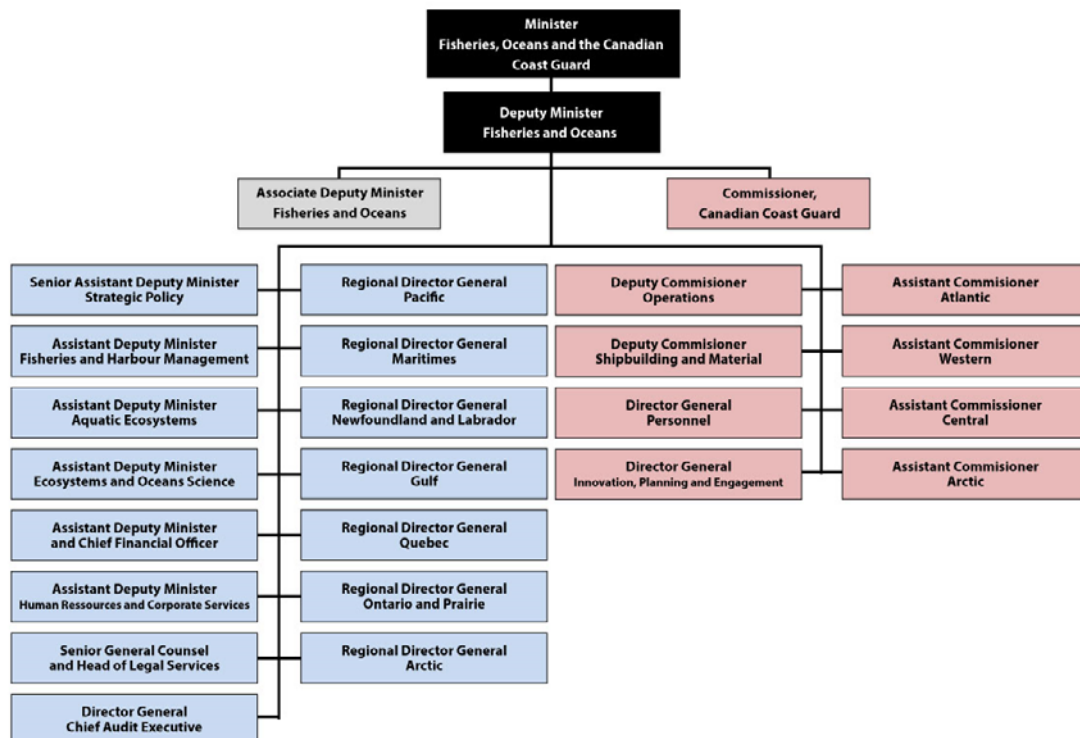 Minister
Fisheries, Oceans and the Canadian
Coast Guard
Deputy Minister
Fisheries and Oceans
Associate Deputy Minister
Fisheries and Oceans
Commissioner,
Canadian Coast Guard
Senior Assistant Deputy Minister
Strategic Policy
Regional Director General
Pacific
Deputy Commisioner
Operations
Assistant Commisioner
Atlantic
Assistant Deputy Minister
Fisheries and Harbour Management
Regional Director General
Maritimes
Deputy Commisioner
Shipbuilding and Material
Assistant Commisioner
Western
Assistant Deputy Minister
Aquatic Ecosystems
Regional Director General
Newfoundland and Labrador
Director General
Personnel
Assistant Commissioner
Central
Assistant Deputy Minister
Ecosystems and Oceans Science
Regional Director General
Gulf
Director General
Innovation, Planning and Engagement
Assistant Commisioner
Arctic
Assistant Deputy Minister
and Chief Financial Officer
Regional Director General
Quebec
Assistant Deputy Minister
Human Ressources and Corporate Services
Regional Director General
Ontario and Prairie
Senior General Counsel
and Head of Legal Services
Regional Director General
Arctic
Director General
Chief Audit Executive